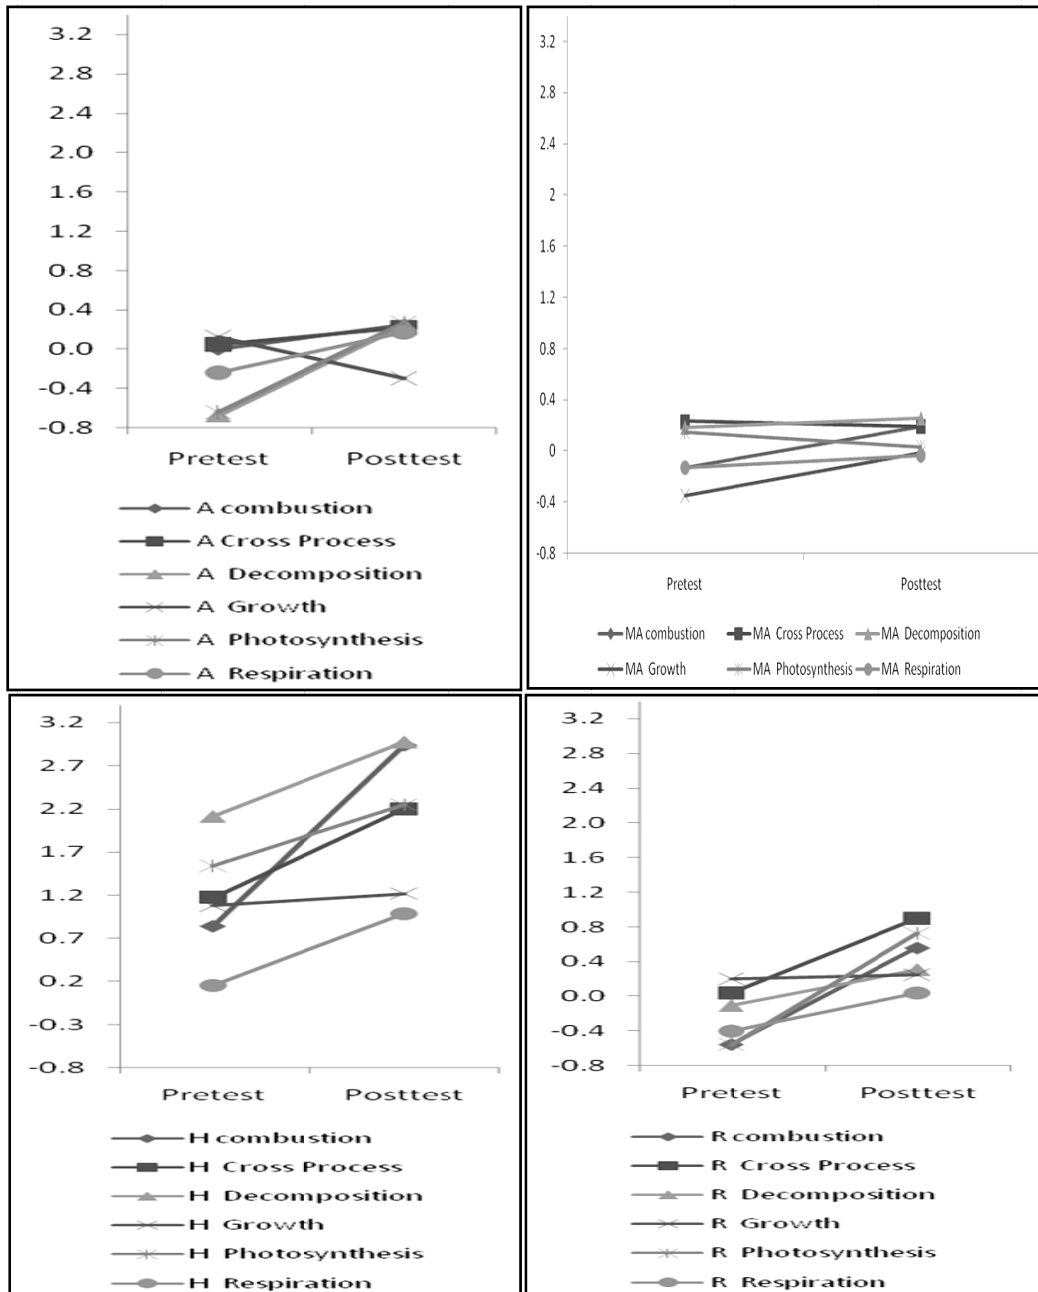 3.2
2.8
2.4
2.0
1.6
1.2
0.8
0.4
0.0
-0.4
-0.8
Pretest Posttest
A combustion
A Cross Process
A Decomposition
A Growth
A Photosynthesis
A Respiration
3.2
2.8
2.4
2
1.6
1.2
0.8
0.4
0
-0.4
-0.8
Pretest Posttest
MA combustion MA Cross Process MA Decomposition
MA Growth MA Photosynthesis MA Respiration
3.2
2.7
2.2
1.7
1.2
0.7
0.2
-0.3
-0.8
Pretest Posttest
H combustion
H Cross Process
H Decomposition
H Growth
H Photosynthesis
H Respiration
3.2
2.8
2.4
2.0
1.6
1.2
0.8
0.4
0.0
-0.4
-0.8
Pretest Posttest
R combustion
R Cross Process
R Decomposition
R Growth
R Photosynthesis
R Respiration